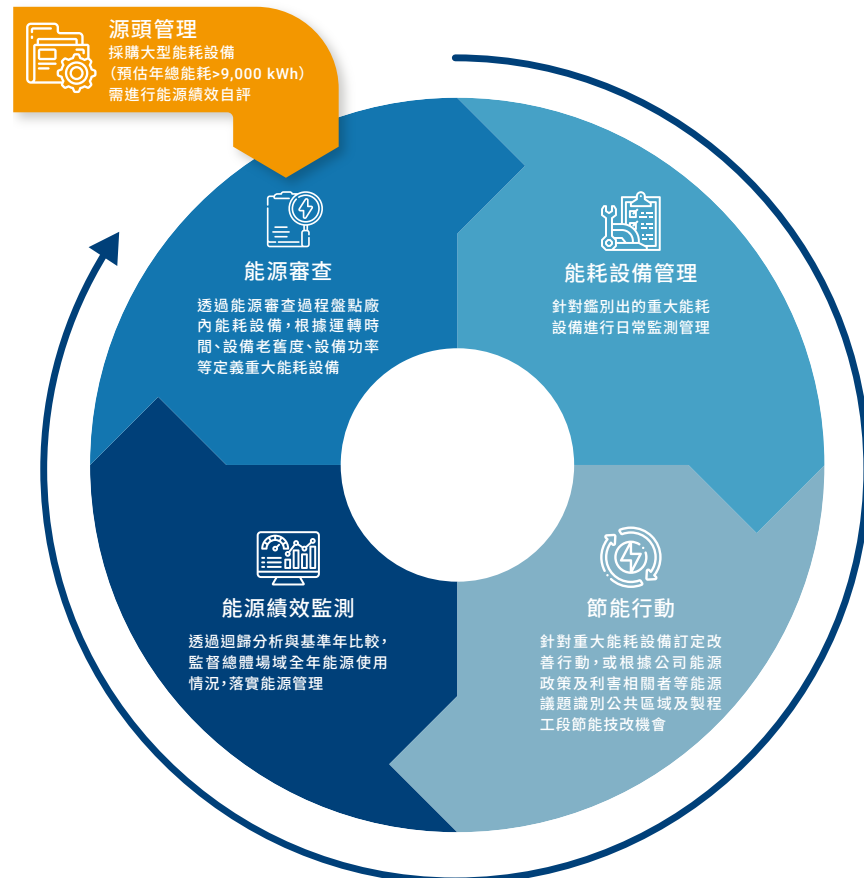 源頭管理
採購大型能耗設備
（預估年總能耗>9,000 kWh）
需進行能源績效自評
能源審查
透過能源審查過程盤點廠
內能耗設備，根據運轉時
間、設備老舊度、設備功率
等定義重大能耗設備
能耗設備管理
針對鑑別出的重大能耗
設備進行日常監測管理
節能行動
針對重大能耗設備訂定改
善行動，或根據公司能源
政策及利害相關者等能源
議題識別公共區域及製程
工段節能技改機會
能源績效監測
透過迴歸分析與基準年比較，
監督總體場域全年能源使用
情況，落實能源管理